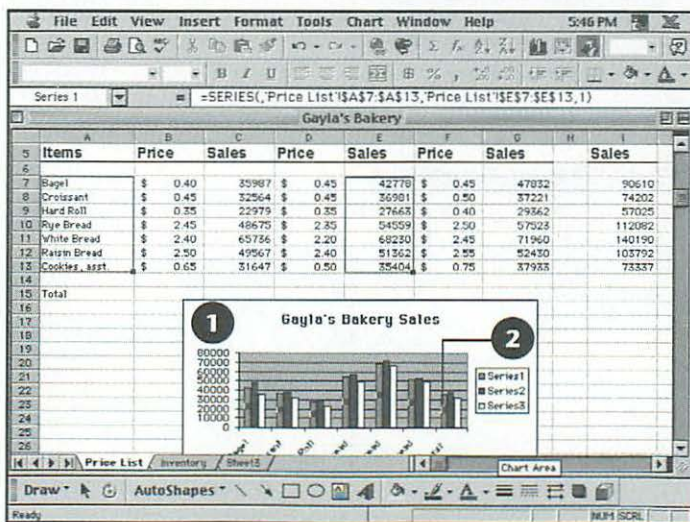 File Edit View Insert Format Tools Chart Window Help 5:46 PM
B I U % ,
Series 1 = =SERIES(,'Price List'!$A$7:$A$13,'Price List'!$E$7:$E$13,1)
Gayla's Bakery
A B C D E F G H I
5 Items Price Sales Price Sales Price Sales Sales
6
7 Bagel $ 0.40 35987 $ 0.45 42778 $ 0.45 47832 90610
8 Croissant $ 0.45 32564 $ 0.45 36981 $ 0.50 37221 74202
9 Hard Roll $ 0.35 22979 $ 0.35 27663 $ 0.40 29362 57025
10 Rye Bread $ 2.45 48675 $ 2.35 54559 $ 2.50 57523 112082
11 White Bread $ 2.40 65736 $ 2.20 68230 $ 2.45 71960 140190
12 Raisin Bread $ 2.50 49567 $ 2.40 51362 $ 2.55 52430 103792
13 Cookies, asst. $ 0.65 31647 $ 0.50 35404 $ 0.75 37933 73337
14
15 Total
16
17
18
19
20
21
22
23
24
25
26
1
Gayla's Bakery Sales
2
80000
70000
60000
50000
40000
30000
20000
10000
0
Series1
Series2
Series3
Price List Inventory Sheet3
Chart Area
Draw AutoShapes
Ready NUM SCRL